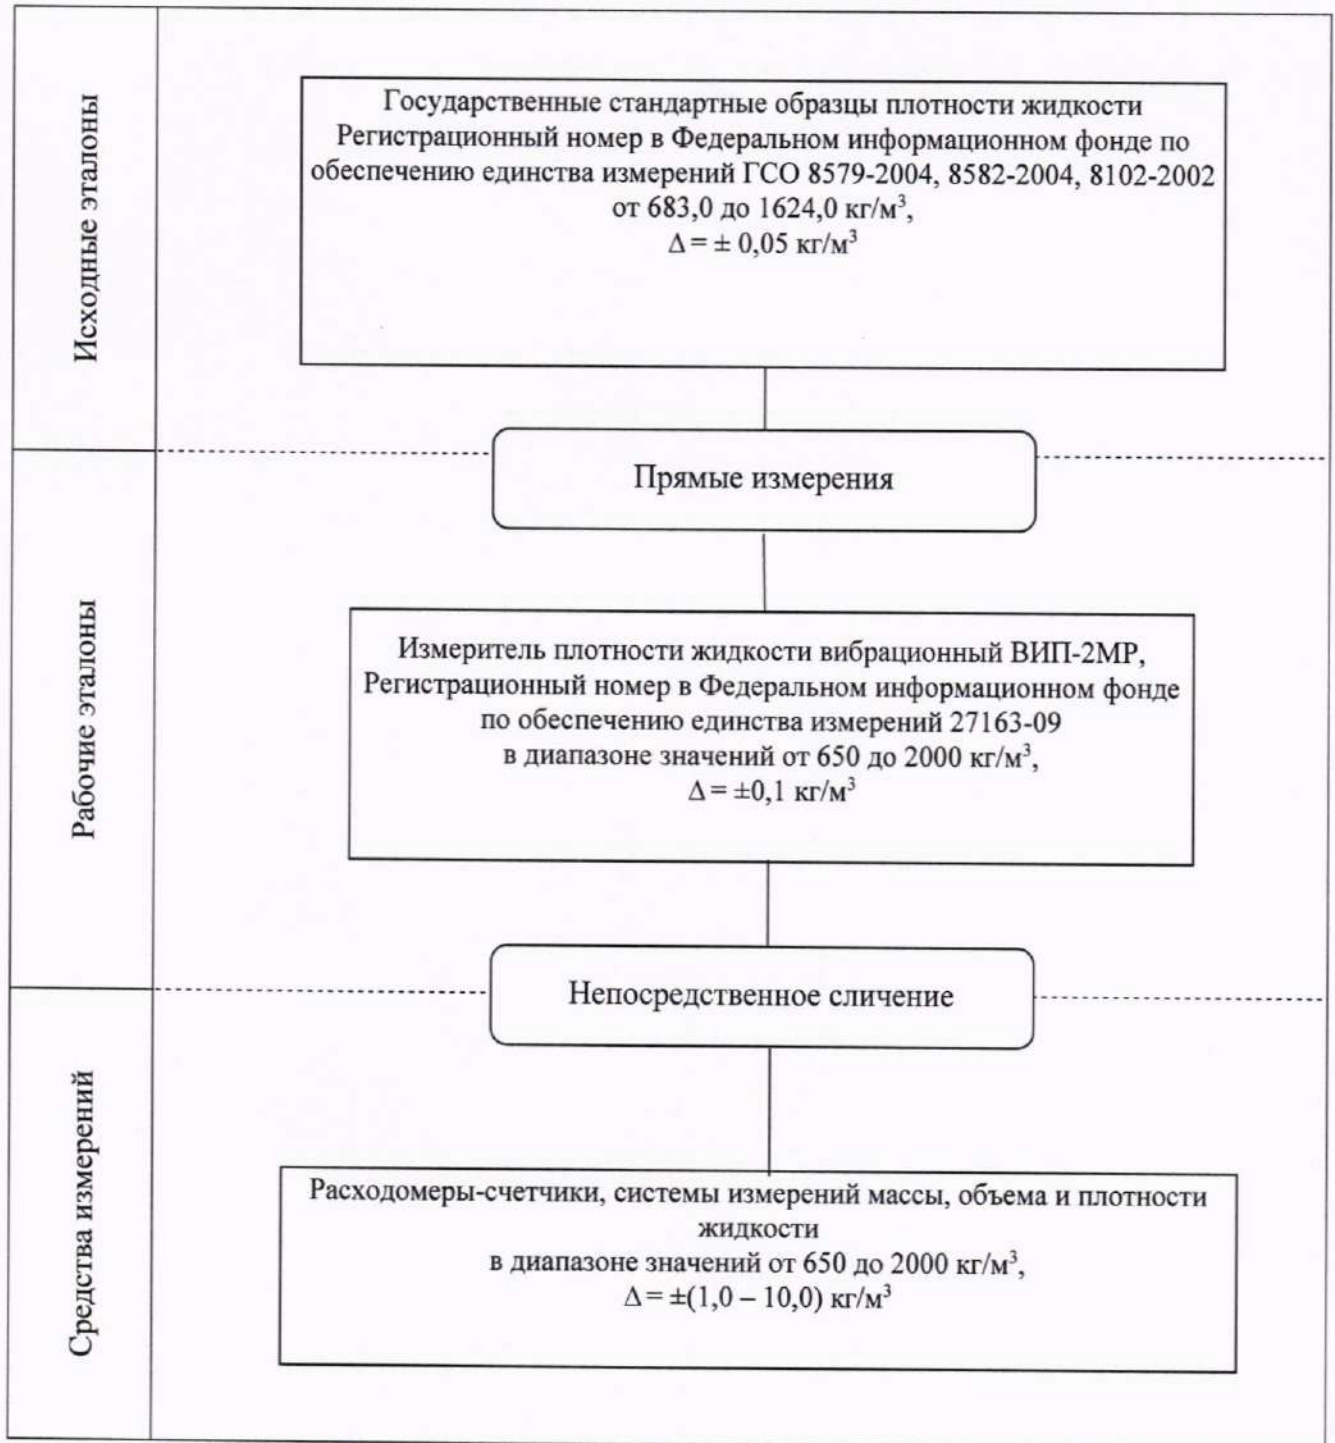 Исходные эталоны
Государственные стандартные образцы плотности жидкости
Регистрационный номер в Федеральном информационном фонде по
обеспечению единства измерений ГСО 8579-2004, 8582-2004, 8102-2002
от 683,0 до 1624,0 кг/м³,
Δ = ± 0,05 кг/м³
Прямые измерения
Рабочие эталоны
Измеритель плотности жидкости вибрационный ВИП-2МР,
Регистрационный номер в Федеральном информационном фонде
по обеспечению единства измерений 27163-09
в диапазоне значений от 650 до 2000 кг/м³,
Δ = ±0,1 кг/м³
Непосредственное сличение
Средства измерений
Расходомеры-счетчики, системы измерений массы, объема и плотности
жидкости
в диапазоне значений от 650 до 2000 кг/м³,
Δ = ±(1,0 – 10,0) кг/м³